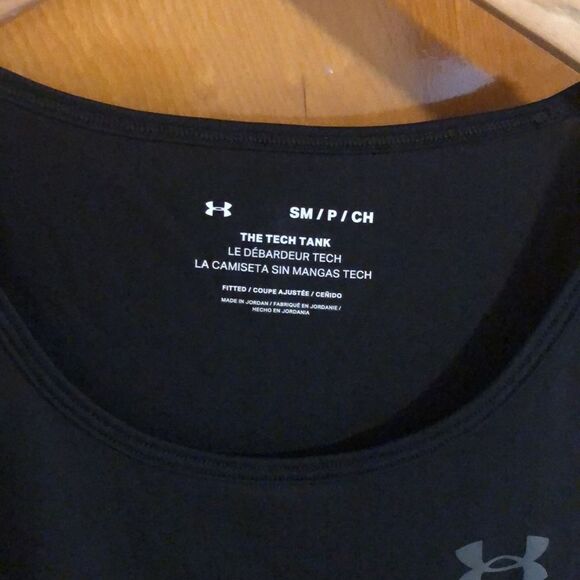 SM / P / CH
THE TECH TANK
LE DÉBARDEUR TECH
LA CAMISETA SIN MANGAS TECH
FITTED / COUPE AJUSTÉE / CEÑIDO
MADE IN JORDAN / FABRIQUÉ EN JORDANIE /
HECHO EN JORDANIA